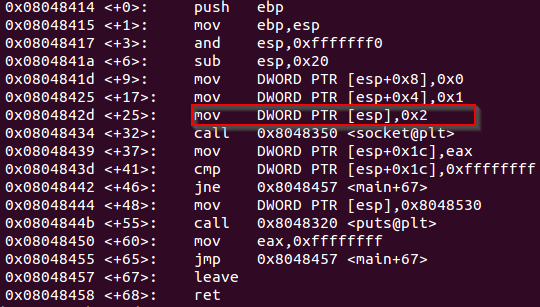 0x08048414 <+0>: push ebp
0x08048415 <+1>: mov ebp,esp
0x08048417 <+3>: and esp,0xfffffff0
0x0804841a <+6>: sub esp,0x20
0x0804841d <+9>: mov DWORD PTR [esp+0x8],0x0
0x08048425 <+17>: mov DWORD PTR [esp+0x4],0x1
0x0804842d <+25>: mov DWORD PTR [esp],0x2
0x08048434 <+32>: call 0x8048350 <socket@plt>
0x08048439 <+37>: mov DWORD PTR [esp+0x1c],eax
0x0804843d <+41>: cmp DWORD PTR [esp+0x1c],0xffffffff
0x08048442 <+46>: jne 0x8048457 <main+67>
0x08048444 <+48>: mov DWORD PTR [esp],0x8048530
0x0804844b <+55>: call 0x8048320 <puts@plt>
0x08048450 <+60>: mov eax,0xffffffff
0x08048455 <+65>: jmp 0x8048457 <main+67>
0x08048457 <+67>: leave
0x08048458 <+68>: ret